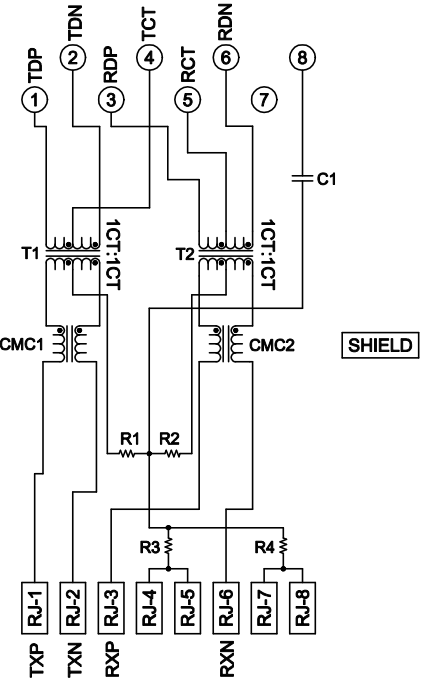 TDP
TDN
RDP
TCT
RCT
RDN
1
2
3
4
5
6
7
8
C1
T1
1CT:1CT
T2
1CT:1CT
CMC1
CMC2
SHIELD
R1
R2
R3
R4
RJ-1
RJ-2
RJ-3
RJ-4
RJ-5
RJ-6
RJ-7
RJ-8
TXP
TXN
RXP
RXN